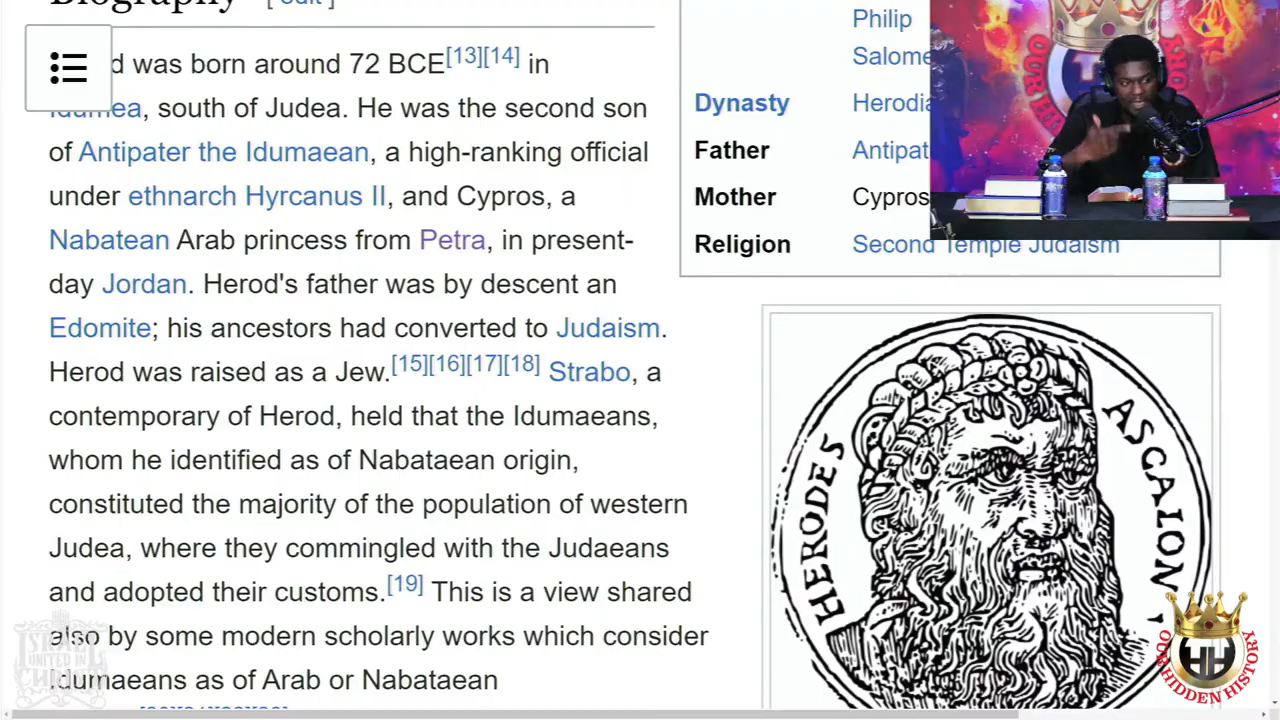 Biography [ edit ]
d was born around 72 BCE[13][14] in
Idumea, south of Judea. He was the second son
of Antipater the Idumaean, a high-ranking official
under ethnarch Hyrcanus II, and Cypros, a
Nabatean Arab princess from Petra, in present-
day Jordan. Herod's father was by descent an
Edomite; his ancestors had converted to Judaism.
Herod was raised as a Jew.[15][16][17][18] Strabo, a
contemporary of Herod, held that the Idumaeans,
whom he identified as of Nabataean origin,
constituted the majority of the population of western
Judea, where they commingled with the Judaeans
and adopted their customs.[19] This is a view shared
also by some modern scholarly works which consider
Idumaeans as of Arab or Nabataean
Philip
Salome
Dynasty Herodia
Father Antipat
Mother Cypros
Religion Second Temple Judaism
HERODES ASCALON
ISRAEL
UNITED IN
CHRIST
OUR HIDDEN HISTORY
HH